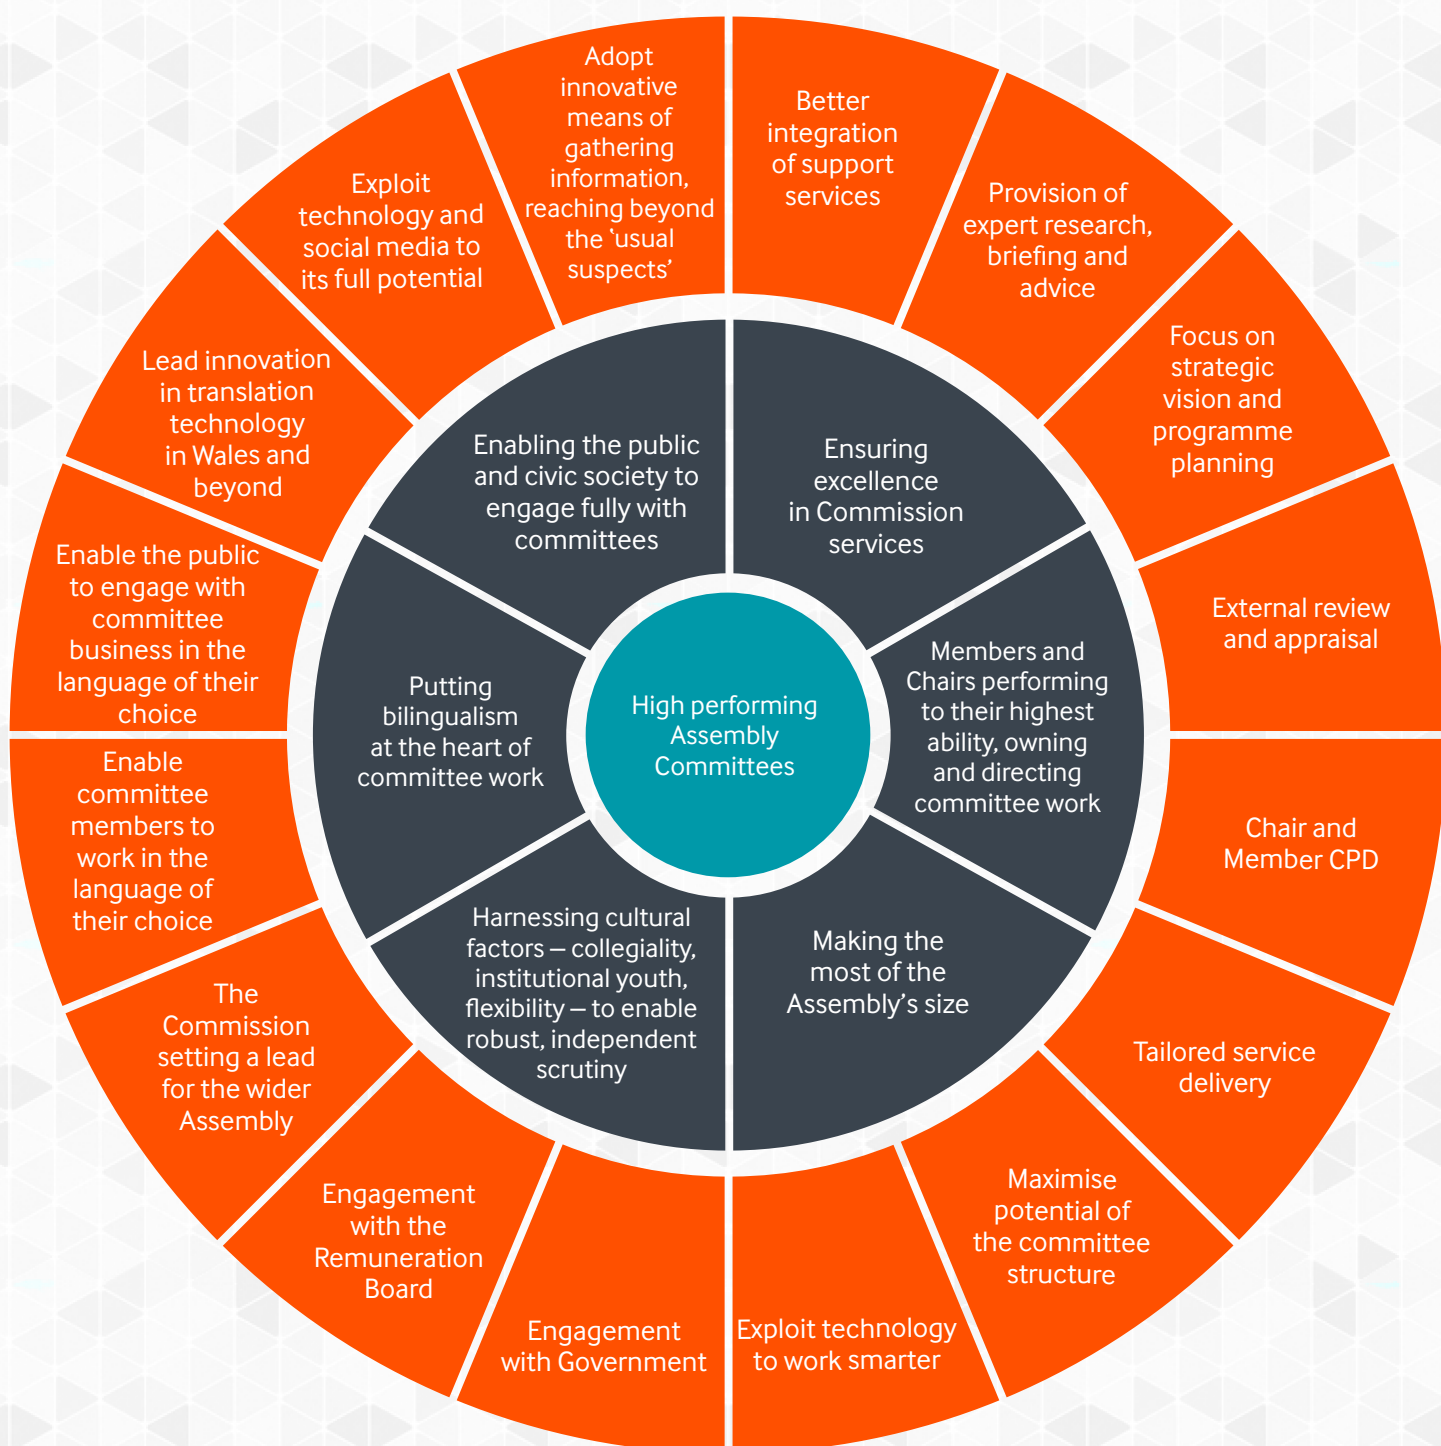 Adopt
innovative
means of
gathering
information,
reaching beyond
the ‘usual
suspects’
Better
integration
of support
services
Provision of
expert research,
briefing and
advice
Focus on
strategic
vision and
programme
planning
External review
and appraisal
Chair and
Member CPD
Tailored service
delivery
Maximise
potential of
the committee
structure
Exploit technology
to work smarter
Engagement
with Government
Engagement
with the
Remuneration
Board
The
Commission
setting a lead
for the wider
Assembly
Enable
committee
members to
work in the
language of
their choice
Enable the public
to engage with
committee
business in the
language of their
choice
Lead innovation
in translation
technology
in Wales and
beyond
Exploit
technology and
social media to
its full potential
Enabling the public
and civic society to
engage fully with
committees
Ensuring
excellence
in Commission
services
Members and
Chairs performing
to their highest
ability, owning
and directing
committee work
Making the
most of the
Assembly’s size
Harnessing cultural
factors – collegiality,
institutional youth,
flexibility – to enable
robust, independent
scrutiny
Putting
bilingualism
at the heart of
committee work
High performing
Assembly
Committees